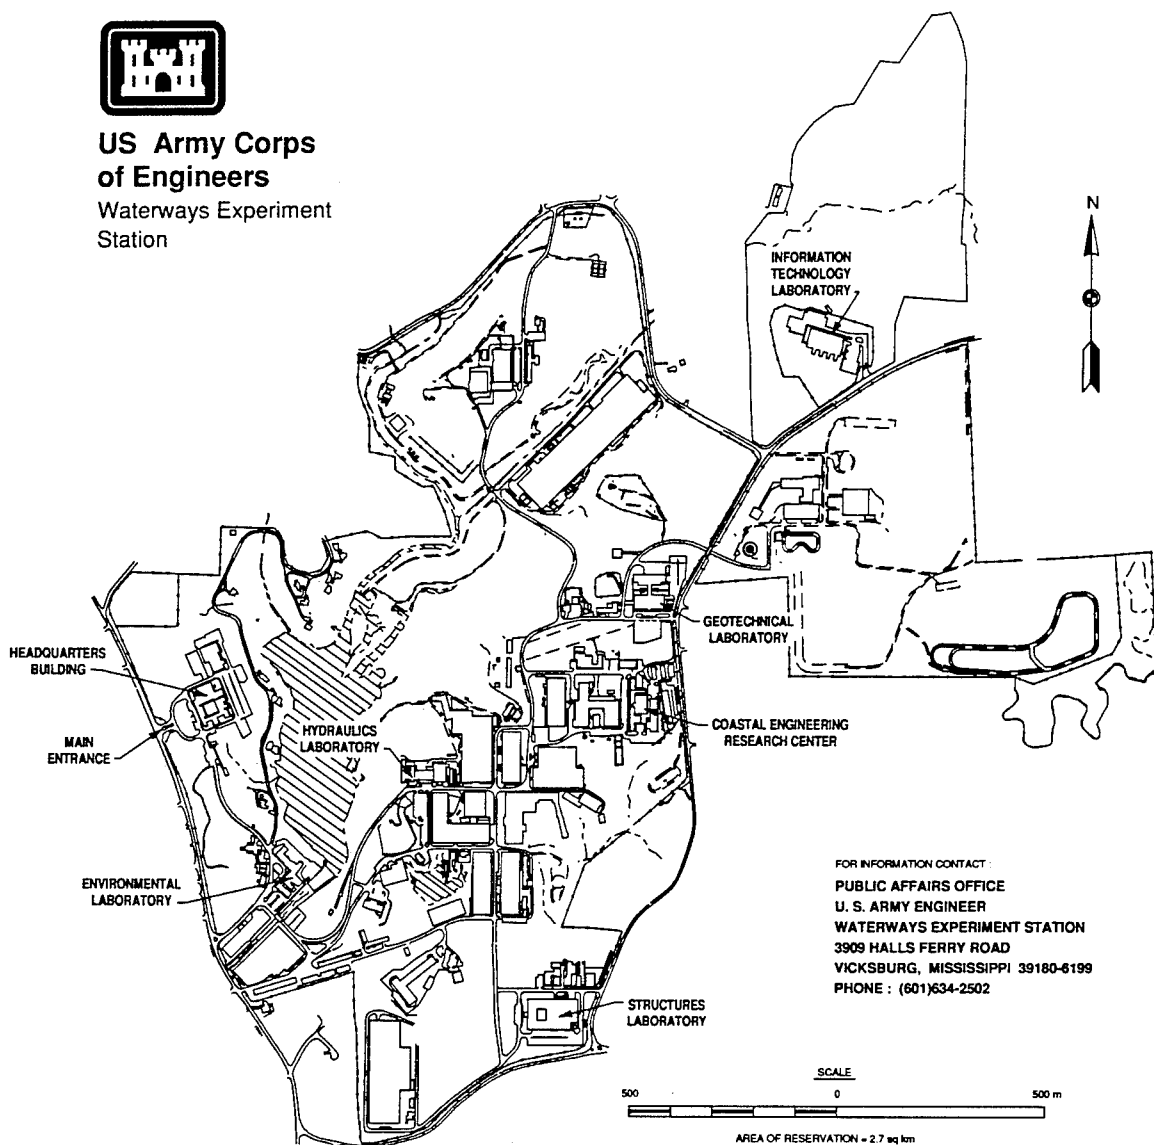 US Army Corps
of Engineers
Waterways Experiment
Station
N
INFORMATION
TECHNOLOGY
LABORATORY
GEOTECHNICAL
LABORATORY
HEADQUARTERS
BUILDING
MAIN
ENTRANCE
HYDRAULICS
LABORATORY
COASTAL ENGINEERING
RESEARCH CENTER
ENVIRONMENTAL
LABORATORY
STRUCTURES
LABORATORY
FOR INFORMATION CONTACT :
PUBLIC AFFAIRS OFFICE
U. S. ARMY ENGINEER
WATERWAYS EXPERIMENT STATION
3909 HALLS FERRY ROAD
VICKSBURG, MISSISSIPPI 39180-6199
PHONE : (601)634-2502
SCALE
500 0 500 m
AREA OF RESERVATION = 2.7 sq km